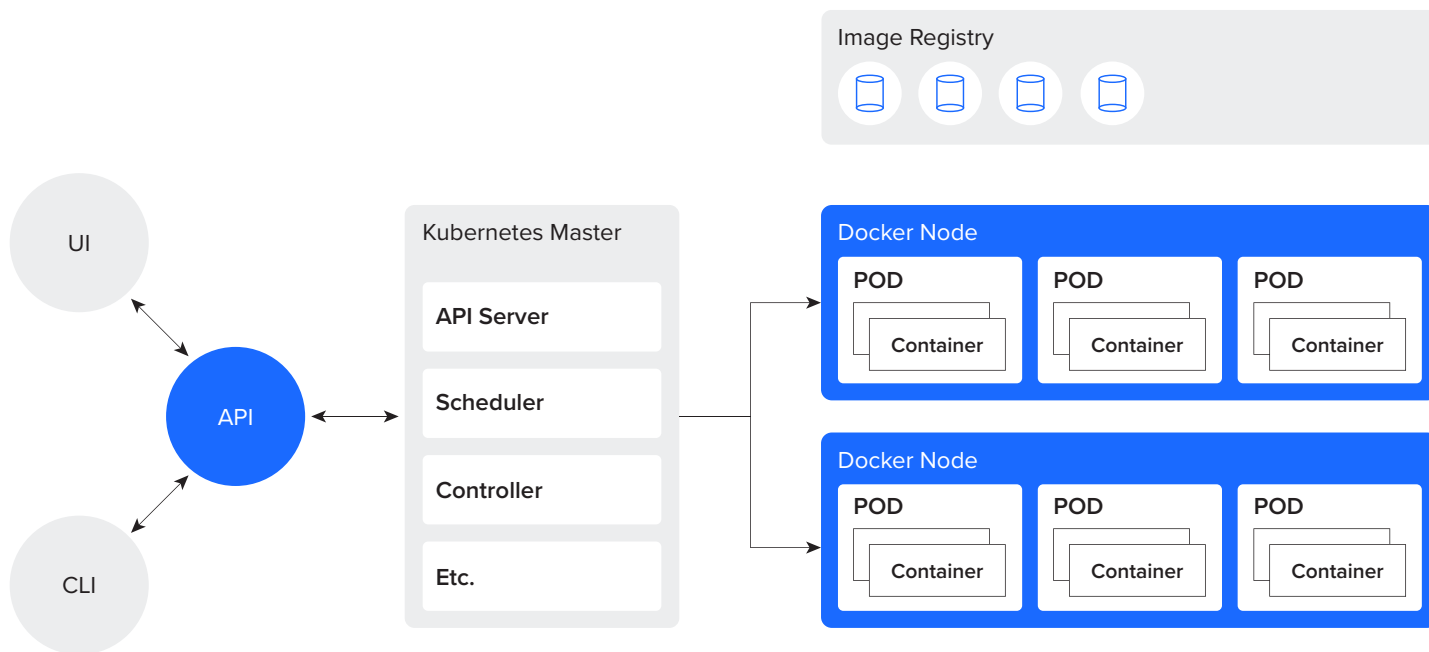 Image Registry
UI
API
CLI
Kubernetes Master
API Server
Scheduler
Controller
Etc.
Docker Node
POD
Container
POD
Container
POD
Container
Docker Node
POD
Container
POD
Container
POD
Container